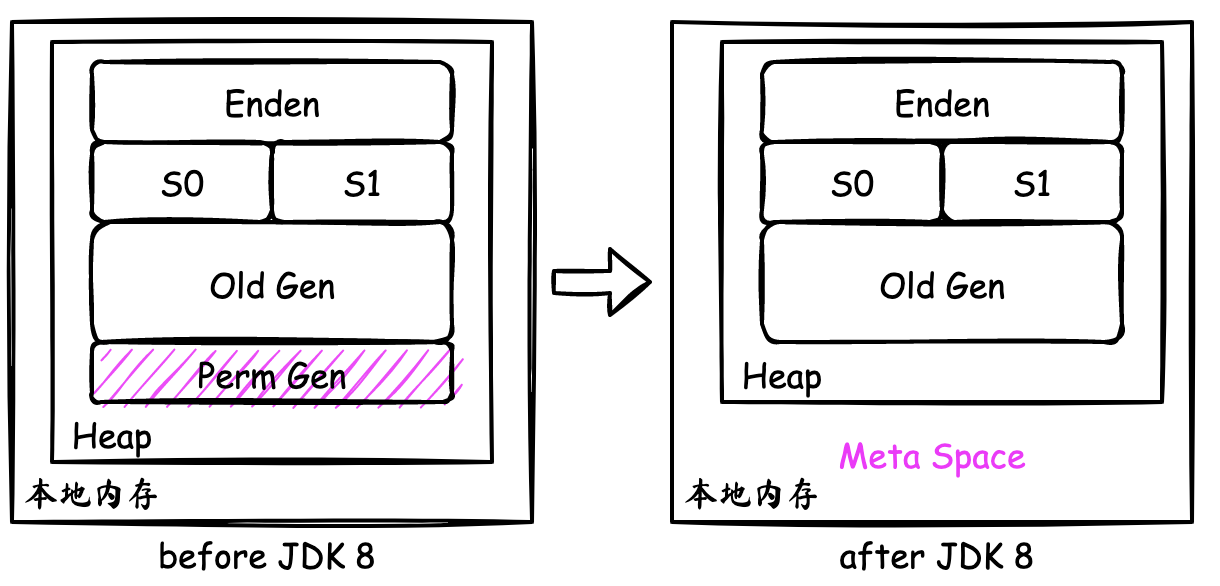 Enden
S0
S1
Old Gen
Perm Gen
Heap
本地内存
before JDK 8
Enden
S0
S1
Old Gen
Heap
Meta Space
本地内存
after JDK 8